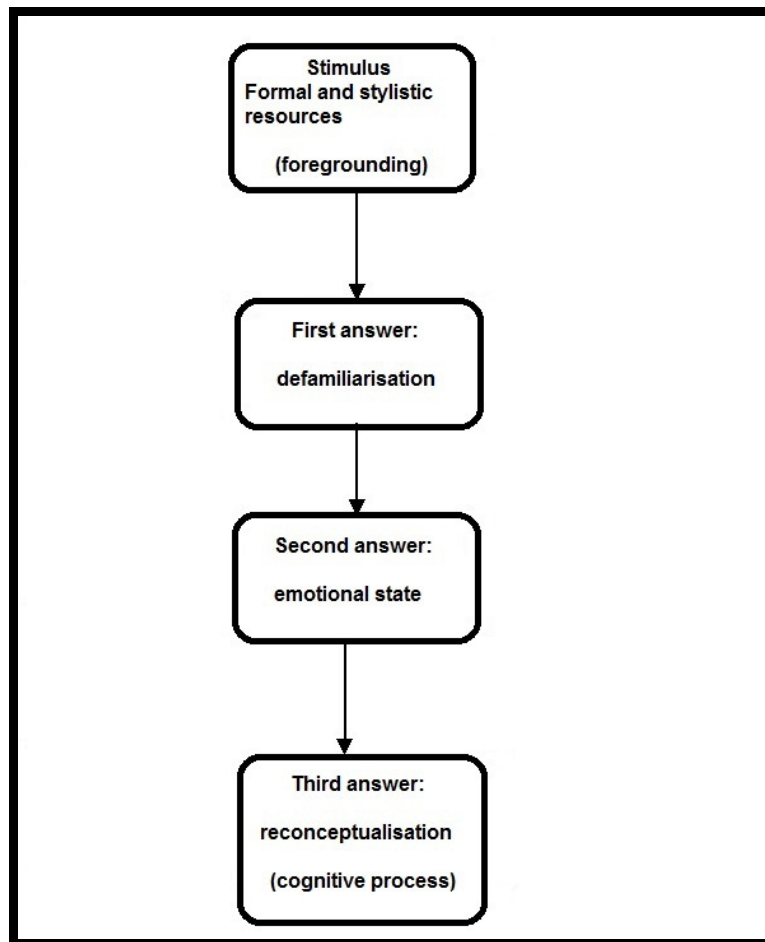 Stimulus
Formal and stylistic
resources
(foregrounding)
First answer:
defamiliarisation
Second answer:
emotional state
Third answer:
reconceptualisation
(cognitive process)